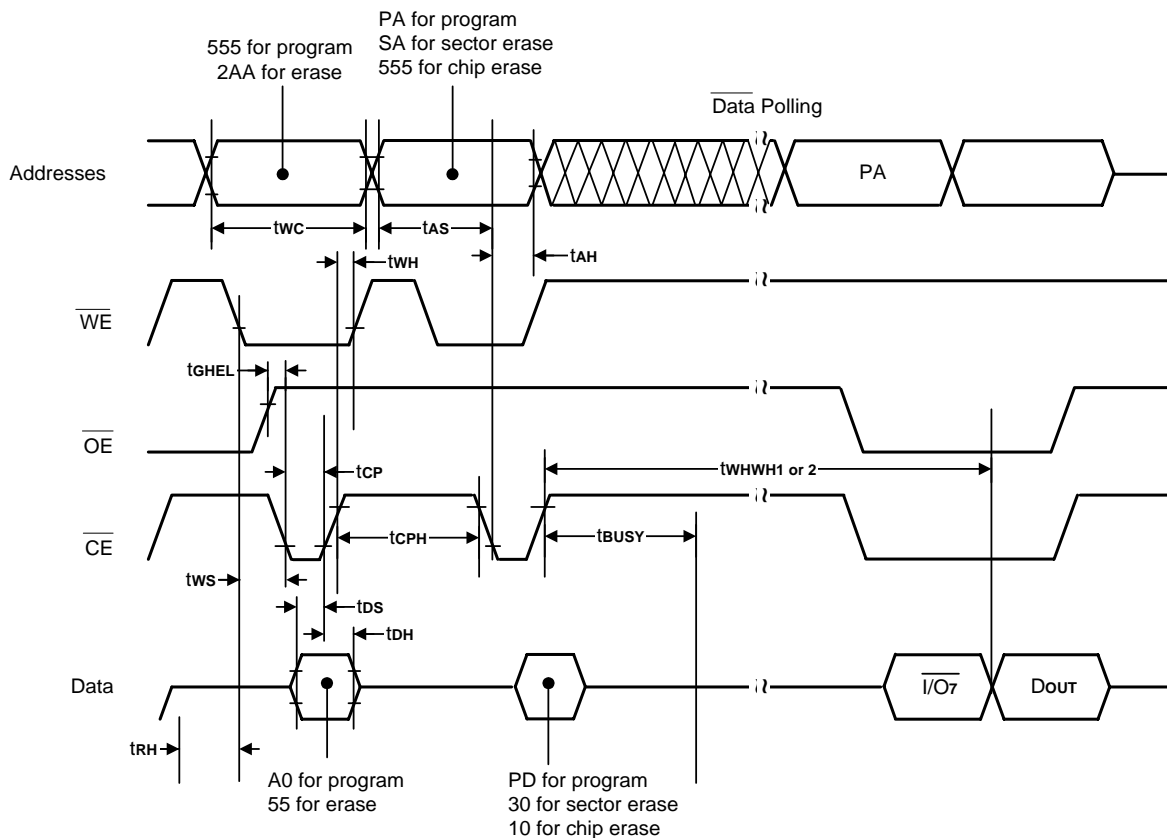 555 for program
2AA for erase
PA for program
SA for sector erase
555 for chip erase
Data Polling
Addresses
PA
tWC
tAS
tWH
tAH
WE
tGHEL
OE
tCP
tWHWH1 or 2
CE
tCPH
tBUSY
tWS
tDS
tDH
Data
I/O7
DOUT
tRH
A0 for program
55 for erase
PD for program
30 for sector erase
10 for chip erase